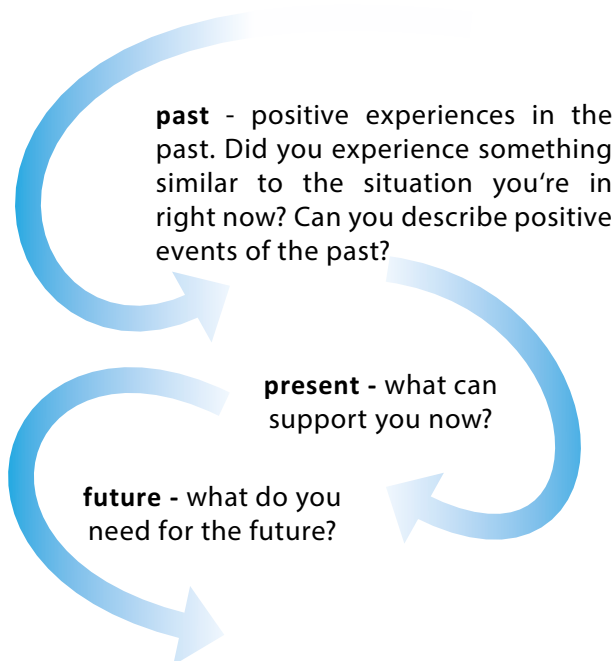 past - positive experiences in the
past. Did you experience something
similar to the situation you‘re in
right now? Can you describe positive
events of the past?
present - what can
support you now?
future - what do you
need for the future?